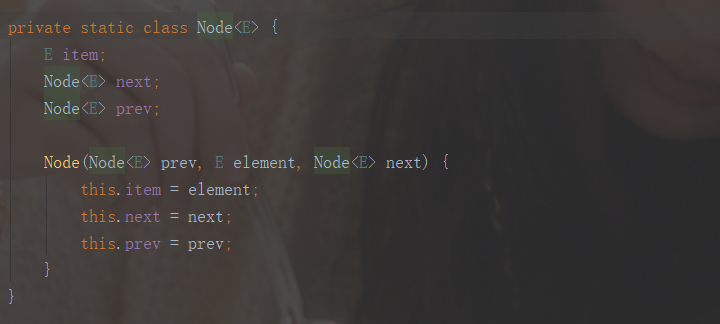 private static class Node<E> {
    E item;
    Node<E> next;
    Node<E> prev;

    Node(Node<E> prev, E element, Node<E> next) {
        this.item = element;
        this.next = next;
        this.prev = prev;
    }
}